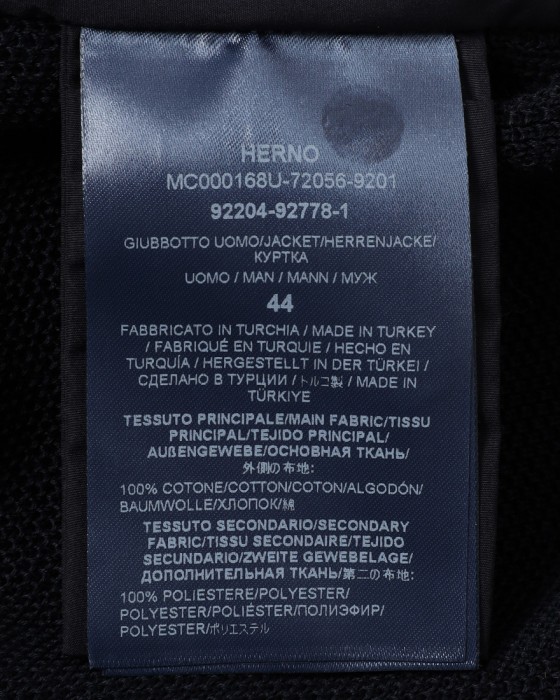 HERNO
MC000168U-72056-9201
92204-92778-1
GIUBBOTTO UOMO/JACKET/HERRENJACKE/
КУРТКА
UOMO / MAN / MANN / МУЖ
44
FABBRICATO IN TURCHIA / MADE IN TURKEY
/ FABRIQUÉ EN TURQUIE / HECHO EN
TURQUÍA / HERGESTELLT IN DER TÜRKEI /
СДЕЛАНО В ТУРЦИИ / トルコ製 / MADE IN
TÜRKIYE
TESSUTO PRINCIPALE/MAIN FABRIC/TISSU
PRINCIPAL/TEJIDO PRINCIPAL/
AUßENGEWEBE/ОСНОВНАЯ ТКАНЬ/
外側の布地:
100% COTONE/COTTON/COTON/ALGODÓN/
BAUMWOLLE/ХЛОПОК/綿
TESSUTO SECONDARIO/SECONDARY
FABRIC/TISSU SECONDAIRE/TEJIDO
SECUNDARIO/ZWEITE GEWEBELAGE/
ДОПОЛНИТЕЛЬНАЯ ТКАНЬ/第二の布地:
100% POLIESTERE/POLYESTER/
POLYESTER/POLIÉSTER/ПОЛИЭФИР/
POLYESTER/ポリエステル